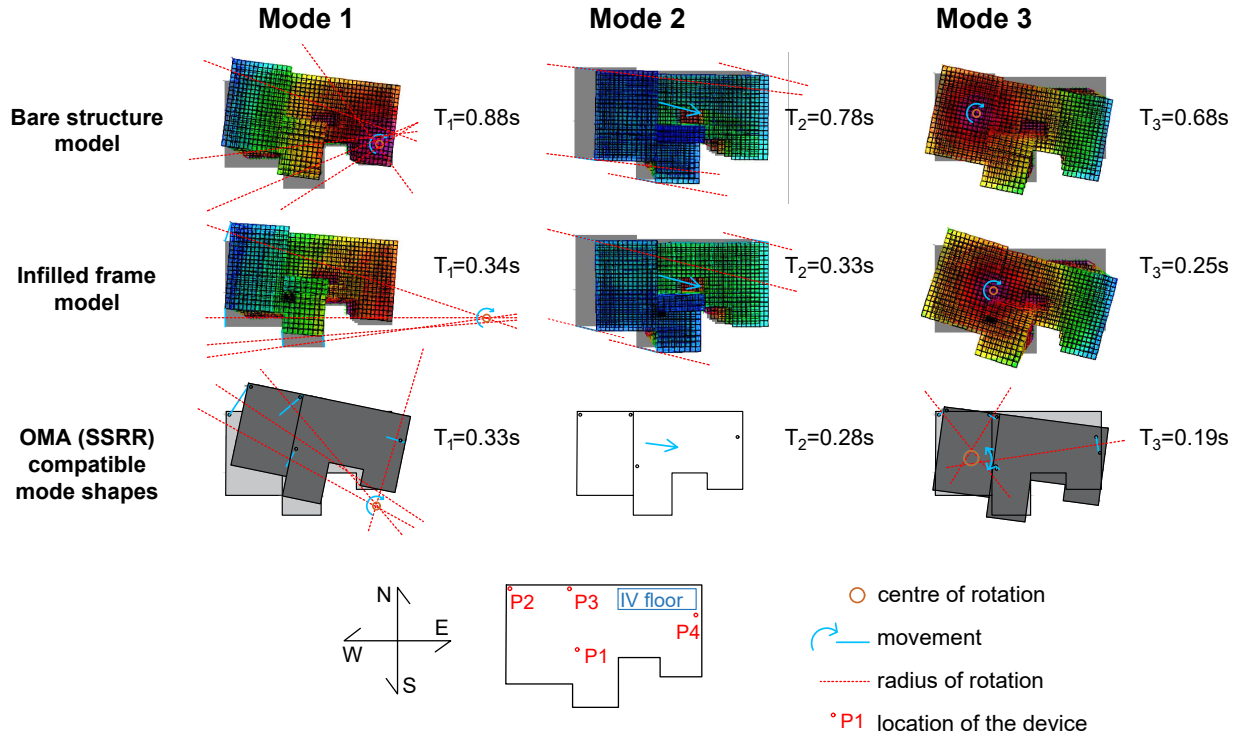 Mode 1
Mode 2
Mode 3
Bare structure
model
T1=0.88s
T2=0.78s
T3=0.68s
Infilled frame
model
T1=0.34s
T2=0.33s
T3=0.25s
OMA (SSRR)
compatible
mode shapes
T1=0.33s
T2=0.28s
T3=0.19s
N
E
W
S
P2
P3
IV floor
P4
P1
centre of rotation
movement
radius of rotation
P1 location of the device